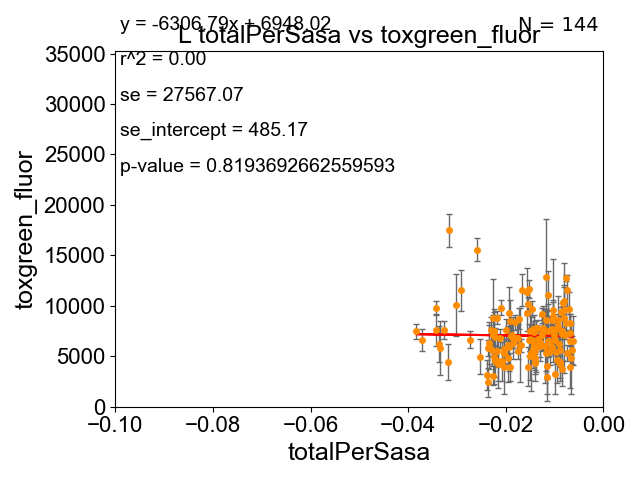 y = -6306.79x + 6948.02
N = 144
L totalPerSasa vs toxgreen_fluor
r^2 = 0.00
se = 27567.07
se_intercept = 485.17
p-value = 0.8193692662559593
35000
30000
25000
20000
15000
10000
5000
0
toxgreen_fluor
−0.10 −0.08 −0.06 −0.04 −0.02 0.00
totalPerSasa